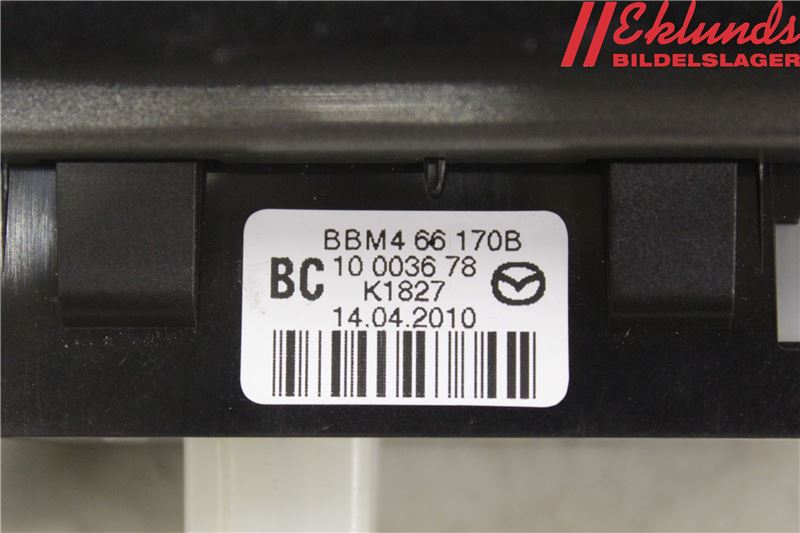 Eklunds
BILDELSLAGER
BBM4 66 170B
BC 10 0036 78
K1827
14.04.2010